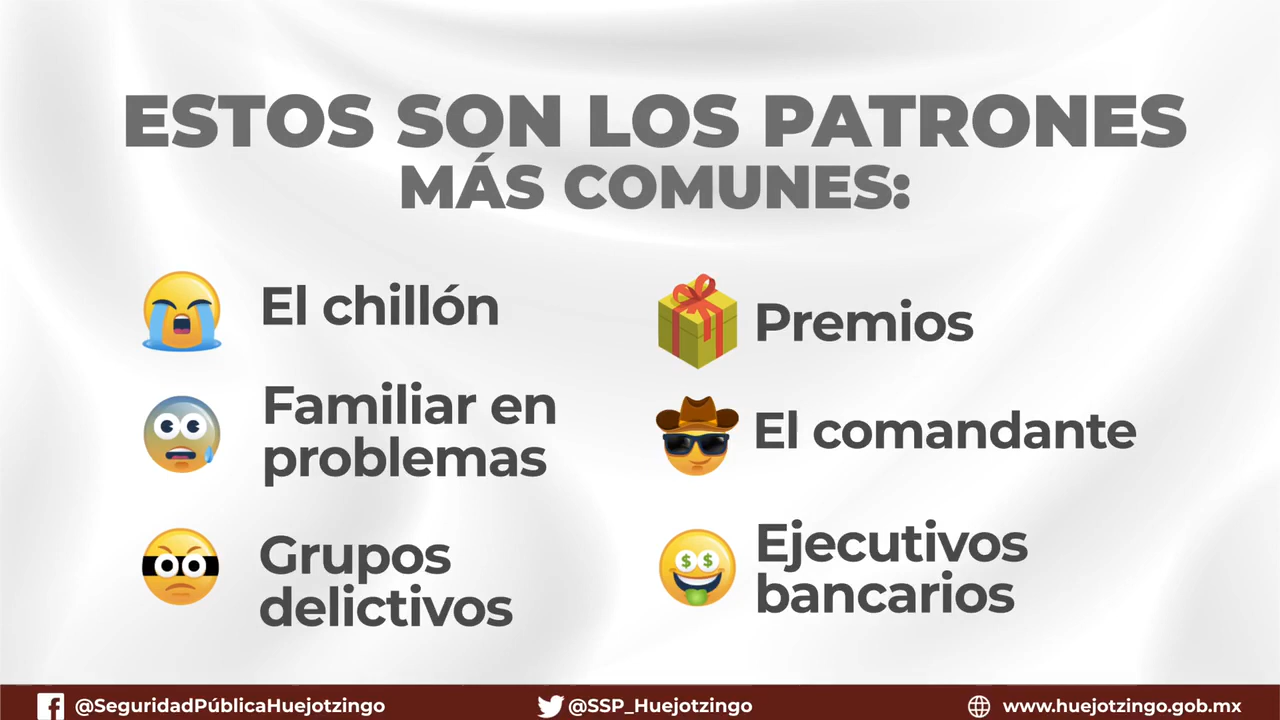 ESTOS SON LOS PATRONES
MÁS COMUNES:
El chillón
Familiar en
problemas
Grupos
delictivos
Premios
El comandante
Ejecutivos
bancarios
@SeguridadPúblicaHuejotzingo
@SSP_Huejotzingo
www.huejotzingo.gob.mx